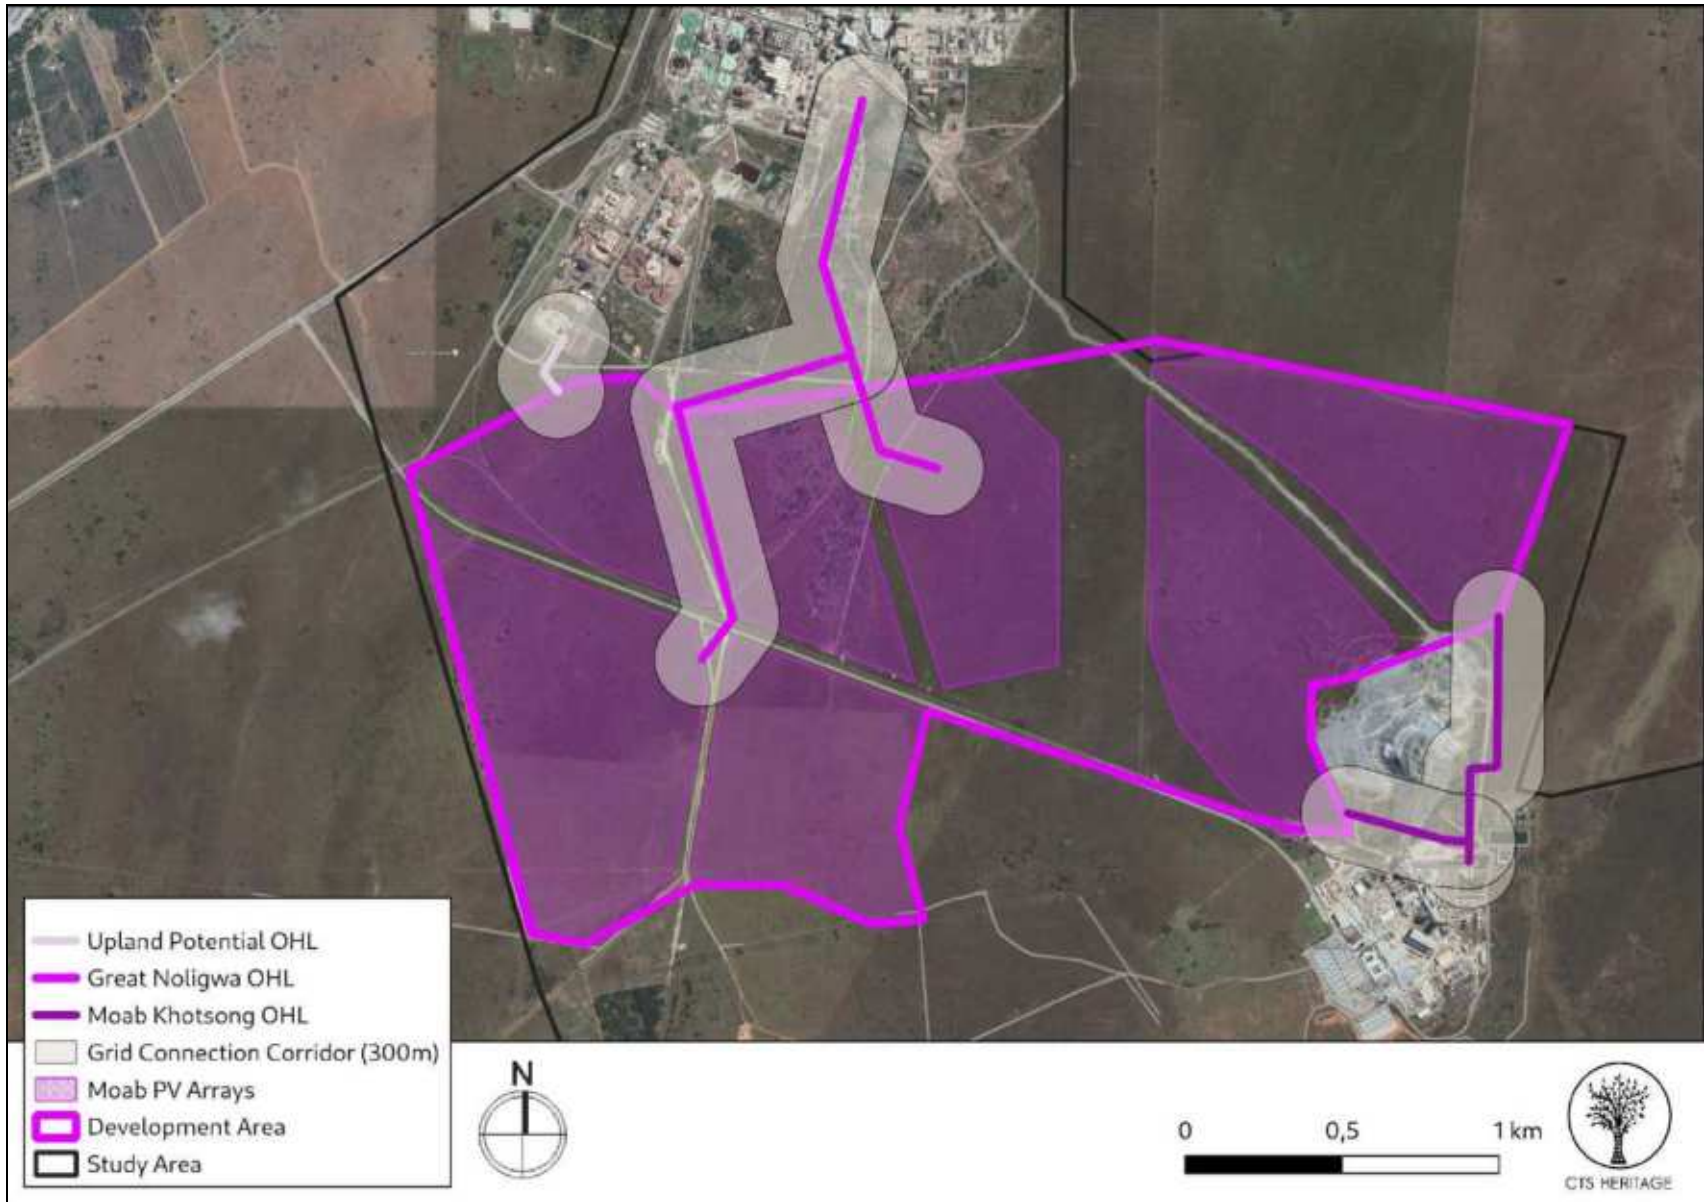 Upland Potential OHL
Great Noligwa OHL
Moab Khotsong OHL
Grid Connection Corridor (300m)
Moab PV Arrays
Development Area
Study Area
N
0 0,5 1 km
CTS HERITAGE